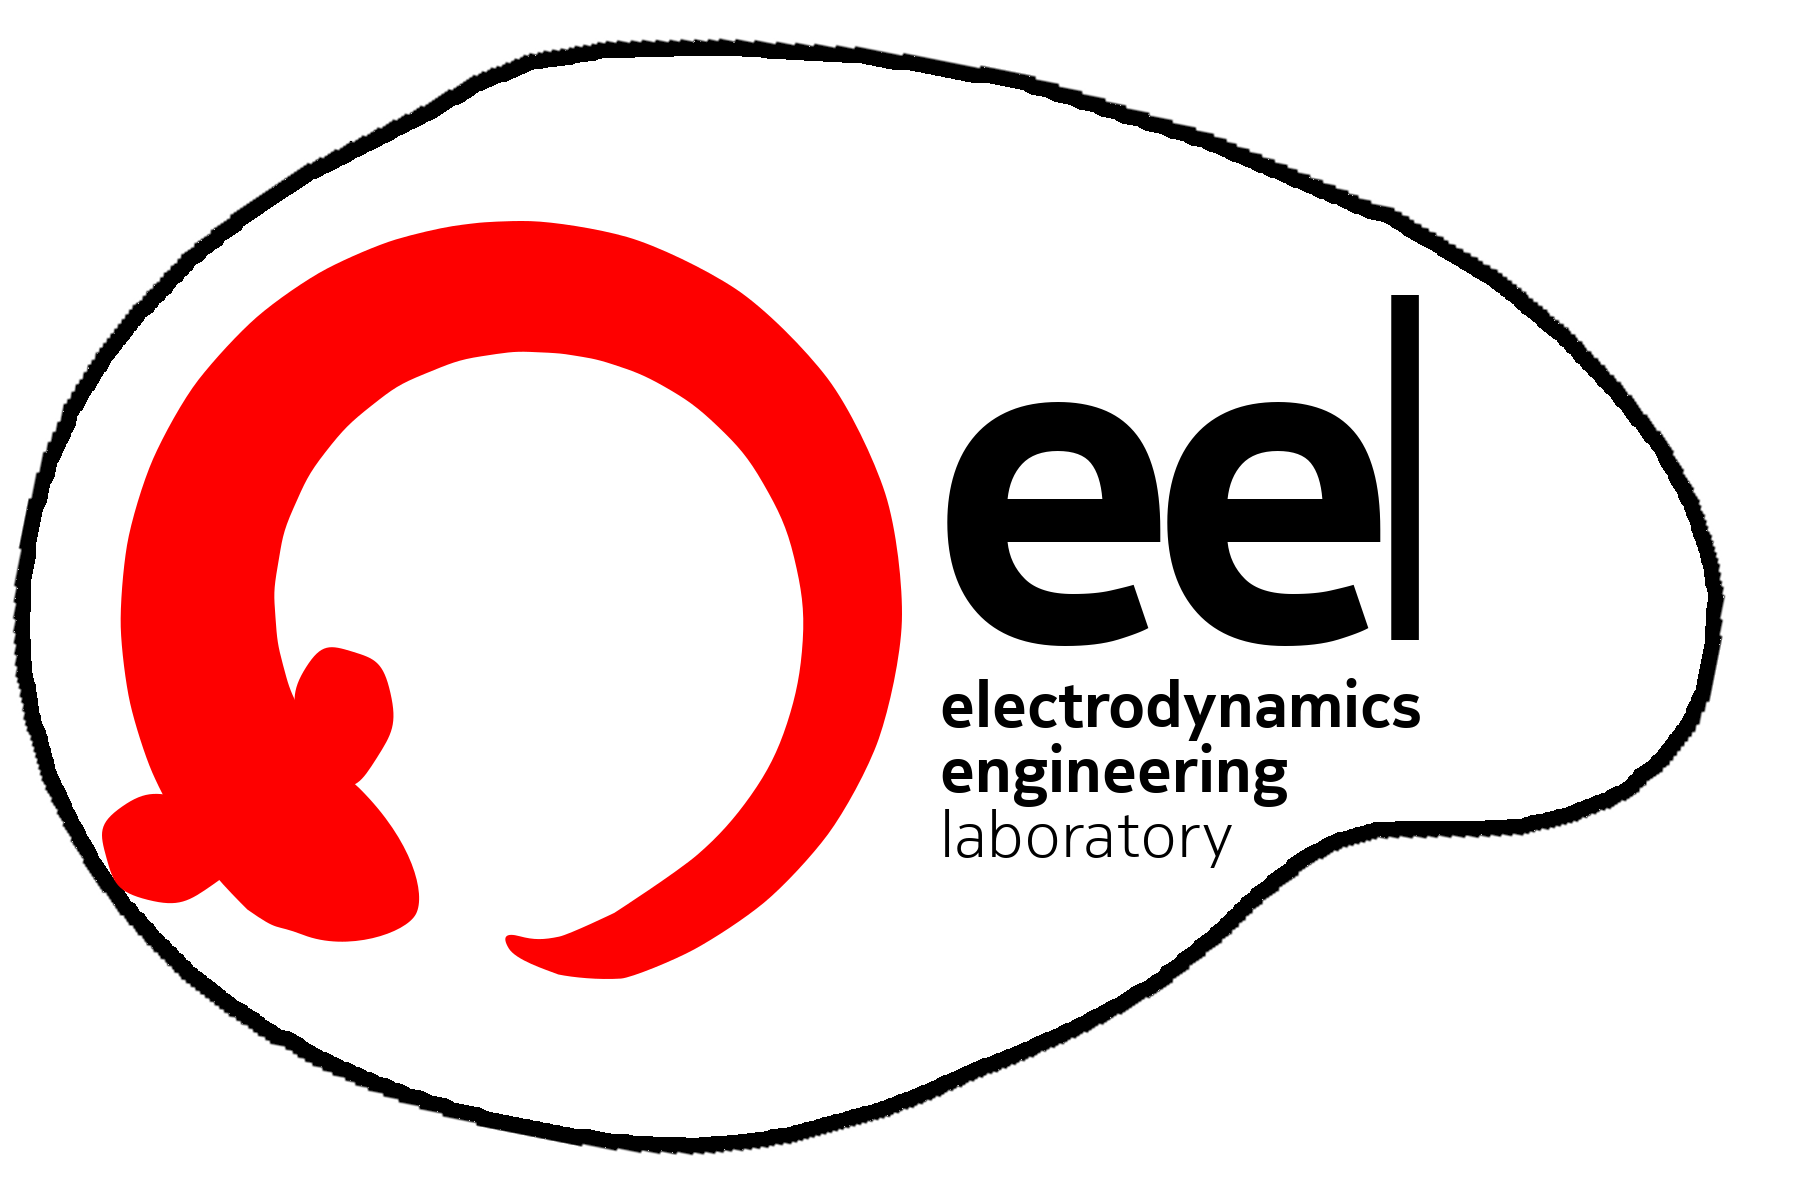 eel
electrodynamics
engineering
laboratory